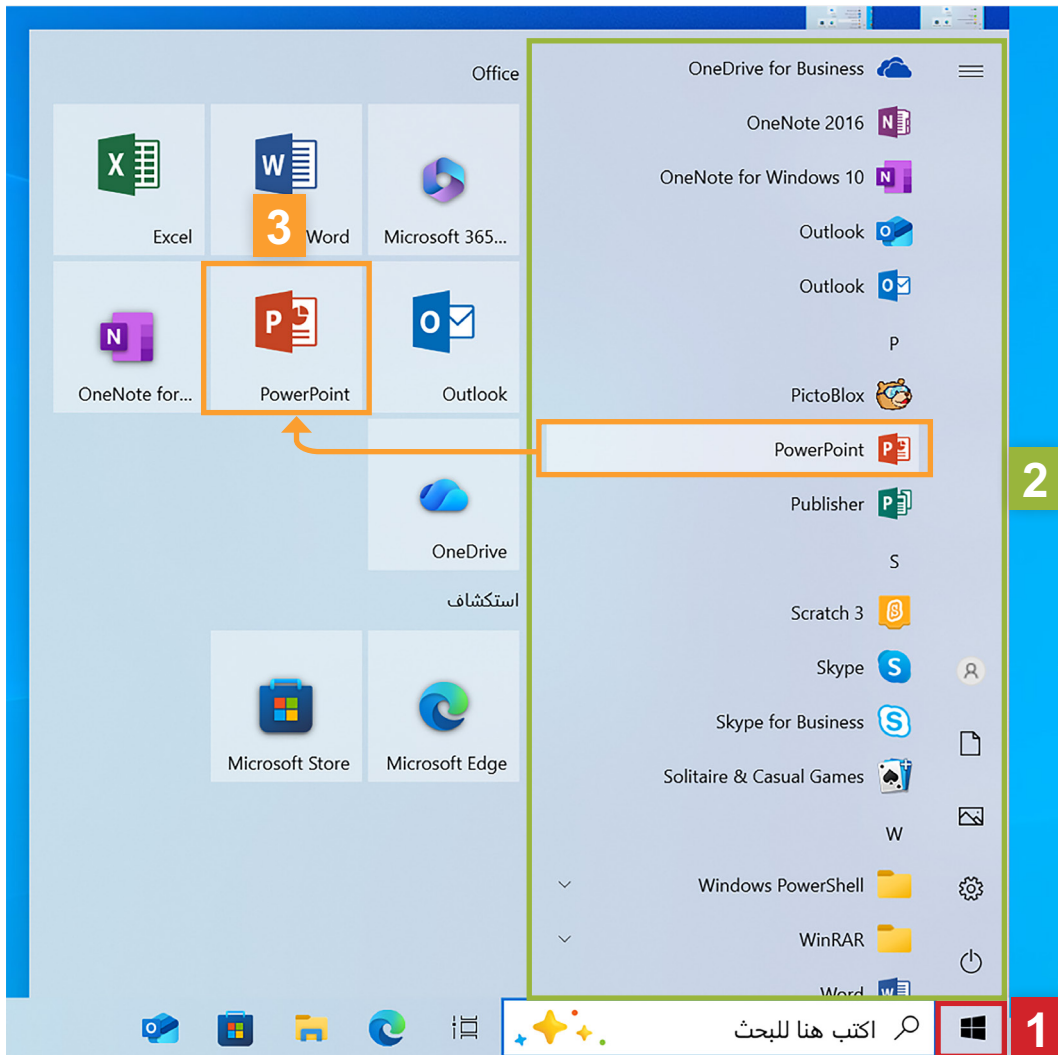 OneDrive for Business
OneNote 2016
OneNote for Windows 10
Outlook
Outlook
P
PictoBlox
PowerPoint
Publisher
S
Scratch 3
Skype
Skype for Business
Solitaire & Casual Games
W
Windows PowerShell
WinRAR
Word
2
Office
Microsoft 365...
Word
Excel
3
Outlook
PowerPoint
OneNote for...
OneDrive
استكشاف
Microsoft Edge
Microsoft Store
1
اكتب هنا للبحث